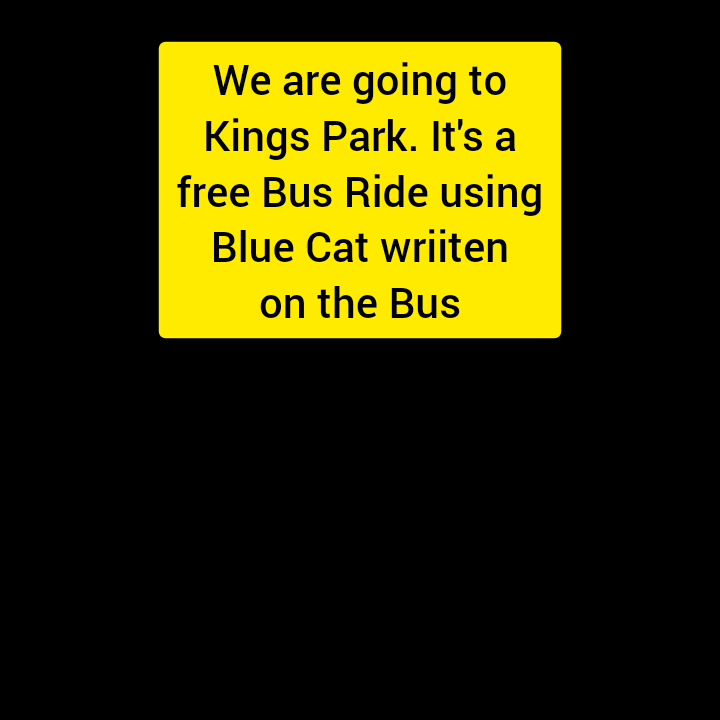 We are going to
Kings Park. It's a
free Bus Ride using
Blue Cat wriiten
on the Bus